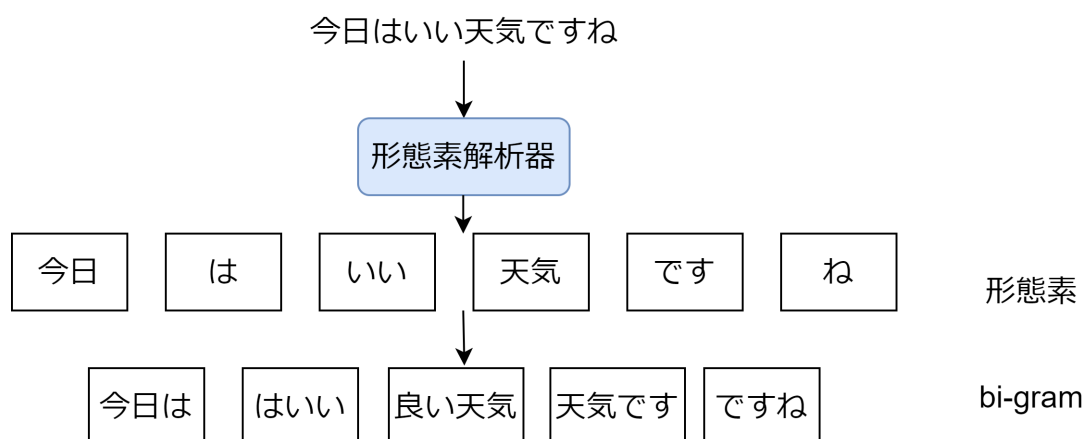 今日はいい天気ですね
形態素解析器
今日 は いい 天気 です ね
形態素
今日は はいい 良い天気 天気です ですね
bi-gram